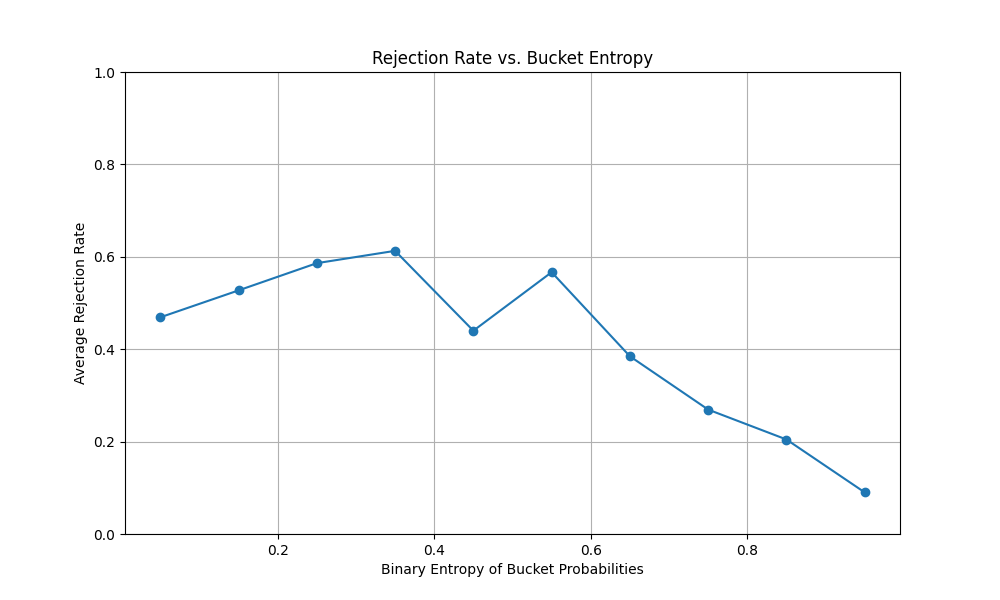 Rejection Rate vs. Bucket Entropy
1.0
0.8
0.6
0.4
0.2
0.0
Average Rejection Rate
0.2 0.4 0.6 0.8
Binary Entropy of Bucket Probabilities